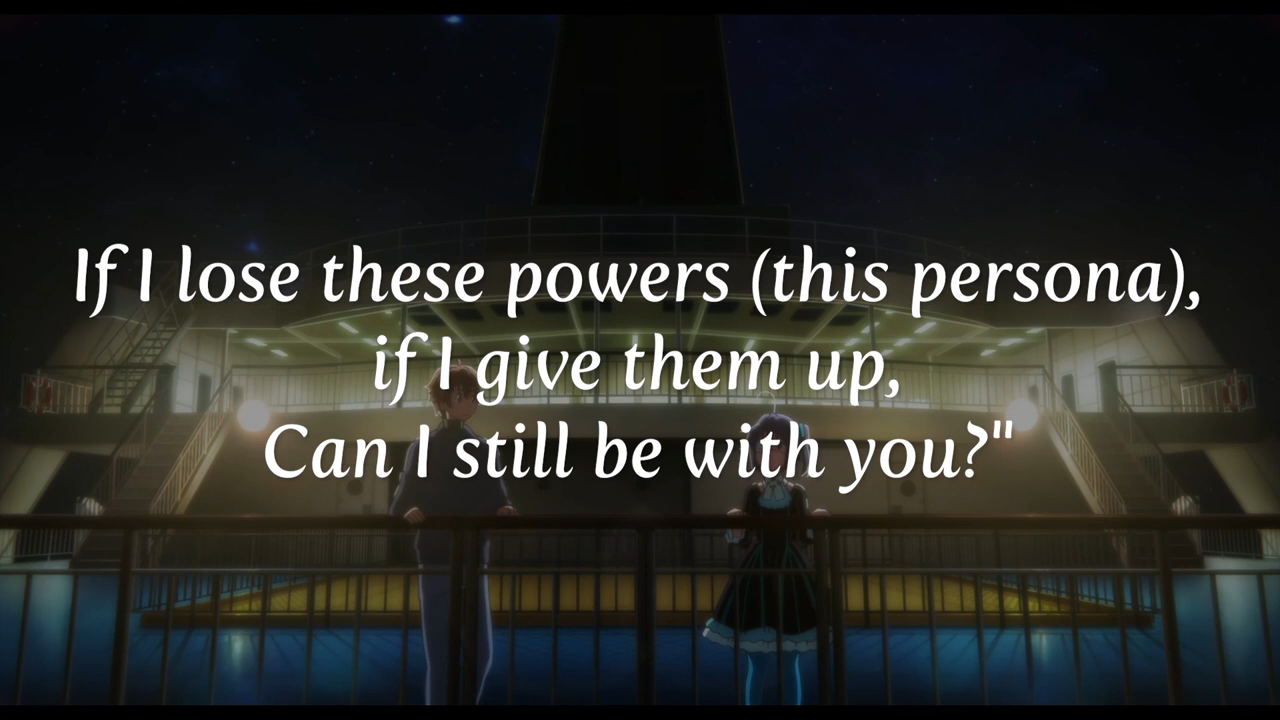 If I lose these powers (this persona),
if I give them up,
Can I still be with you?"